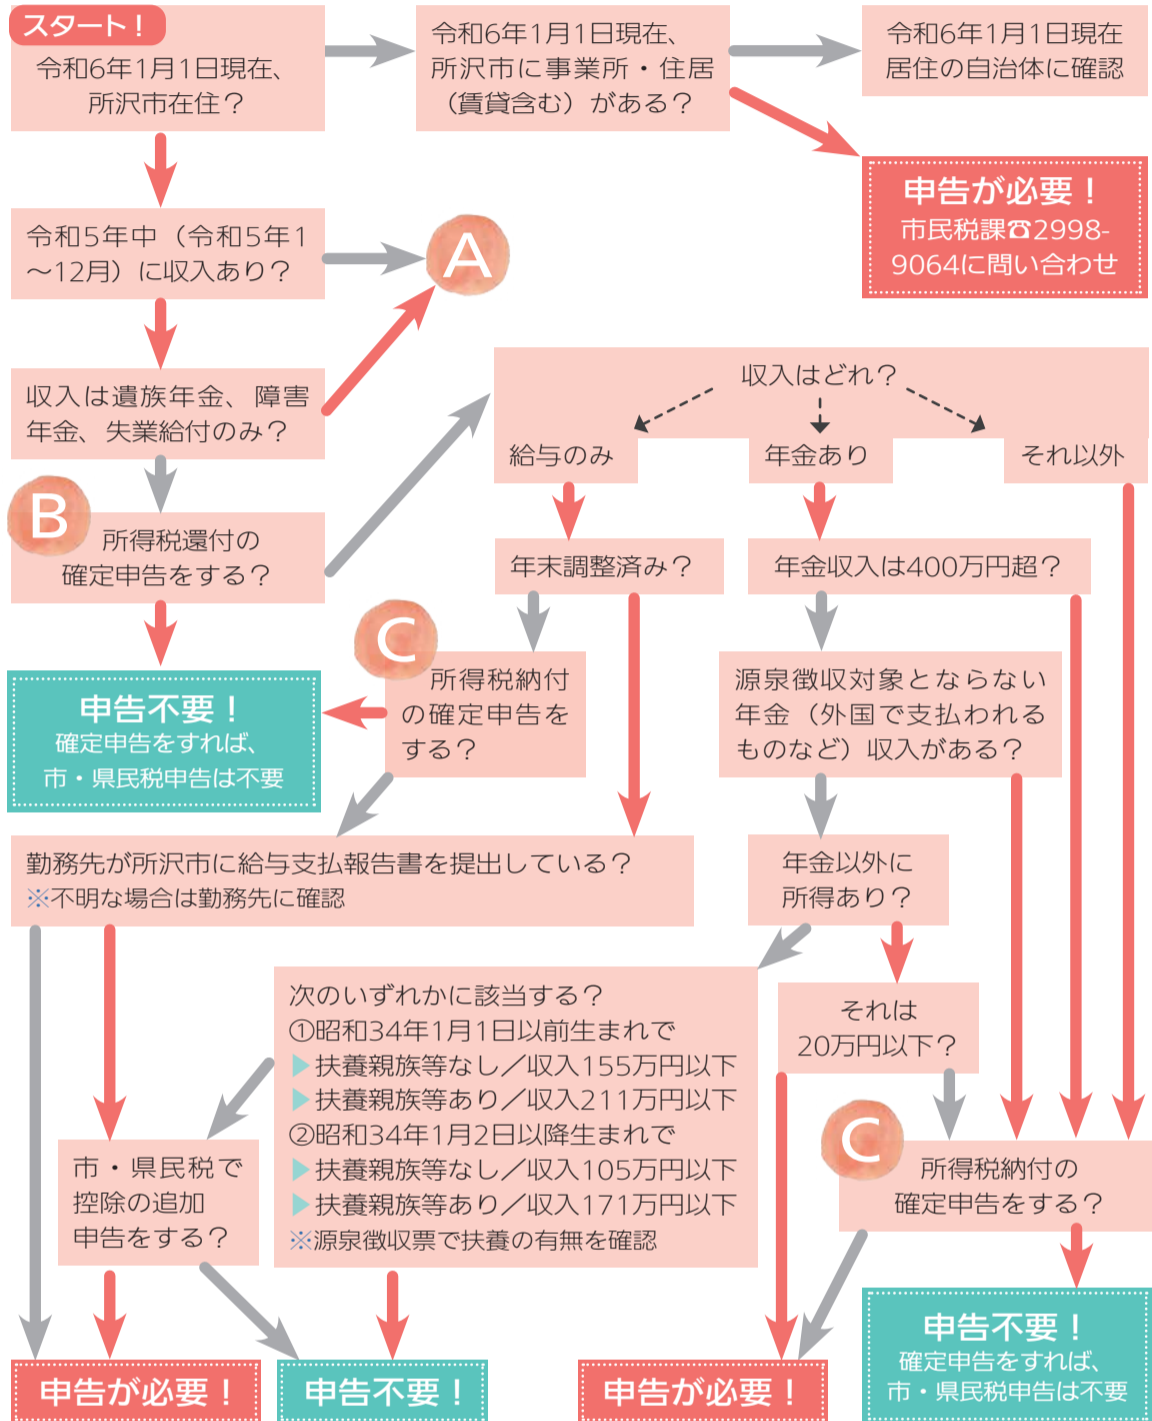 スタート！
令和6年1月1日現在、
所沢市在住？
令和6年1月1日現在、
所沢市に事業所・住居
（賃貸含む）がある？
令和6年1月1日現在
居住の自治体に確認
申告が必要！
市民税課☎2998-
9064に問い合わせ
令和5年中（令和5年1
～12月）に収入あり？
A
収入は遺族年金、障害
年金、失業給付のみ？
B
所得税還付の
確定申告をする？
申告不要！
確定申告をすれば、
市・県民税申告は不要
収入はどれ？
給与のみ
年金あり
それ以外
年末調整済み？
年金収入は400万円超？
C
所得税納付
の確定申告を
する？
源泉徴収対象とならない
年金（外国で支払われる
ものなど）収入がある？
勤務先が所沢市に給与支払報告書を提出している？
※不明な場合は勤務先に確認
年金以外に
所得あり？
次のいずれかに該当する？
①昭和34年1月1日以前生まれで
▶扶養親族等なし／収入155万円以下
▶扶養親族等あり／収入211万円以下
②昭和34年1月2日以降生まれで
▶扶養親族等なし／収入105万円以下
▶扶養親族等あり／収入171万円以下
※源泉徴収票で扶養の有無を確認
それは
20万円以下？
市・県民税で
控除の追加
申告をする？
C
所得税納付の
確定申告をする？
申告が必要！
申告不要！
申告が必要！
申告不要！
確定申告をすれば、
市・県民税申告は不要